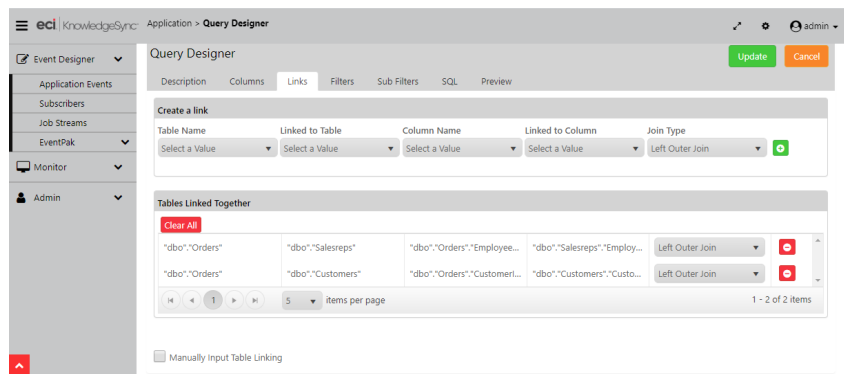 eci KnowledgeSync
Application > Query Designer
admin
Event Designer
Application Events
Subscribers
Job Streams
EventPak
Monitor
Admin
Query Designer
Update
Cancel
Description Columns Links Filters Sub Filters SQL Preview
Create a link
Table Name Linked to Table Column Name Linked to Column Join Type
Select a Value Select a Value Select a Value Select a Value Left Outer Join
Tables Linked Together
Clear All
"dbo"."Orders" "dbo"."Salesreps" "dbo"."Orders"."Employee... "dbo"."Salesreps"."Employ... Left Outer Join
"dbo"."Orders" "dbo"."Customers" "dbo"."Orders"."CustomerI... "dbo"."Customers"."Custo... Left Outer Join
1 5 items per page 1 - 2 of 2 items
Manually Input Table Linking